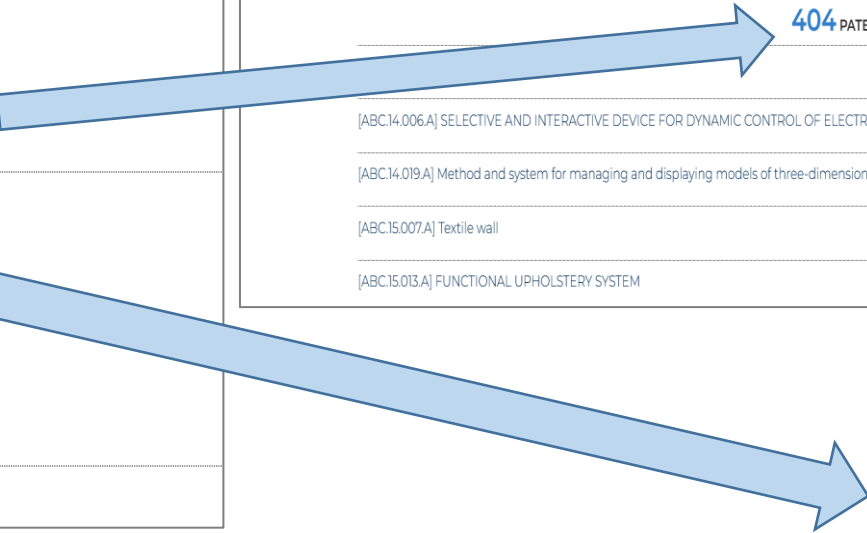 404 PATE
[ABC.14.006.A] SELECTIVE AND INTERACTIVE DEVICE FOR DYNAMIC CONTROL OF ELECTR
[ABC.14.019.A] Method and system for managing and displaying models of three-dimension
[ABC.15.007.A] Textile wall
[ABC.15.013.A] FUNCTIONAL UPHOLSTERY SYSTEM